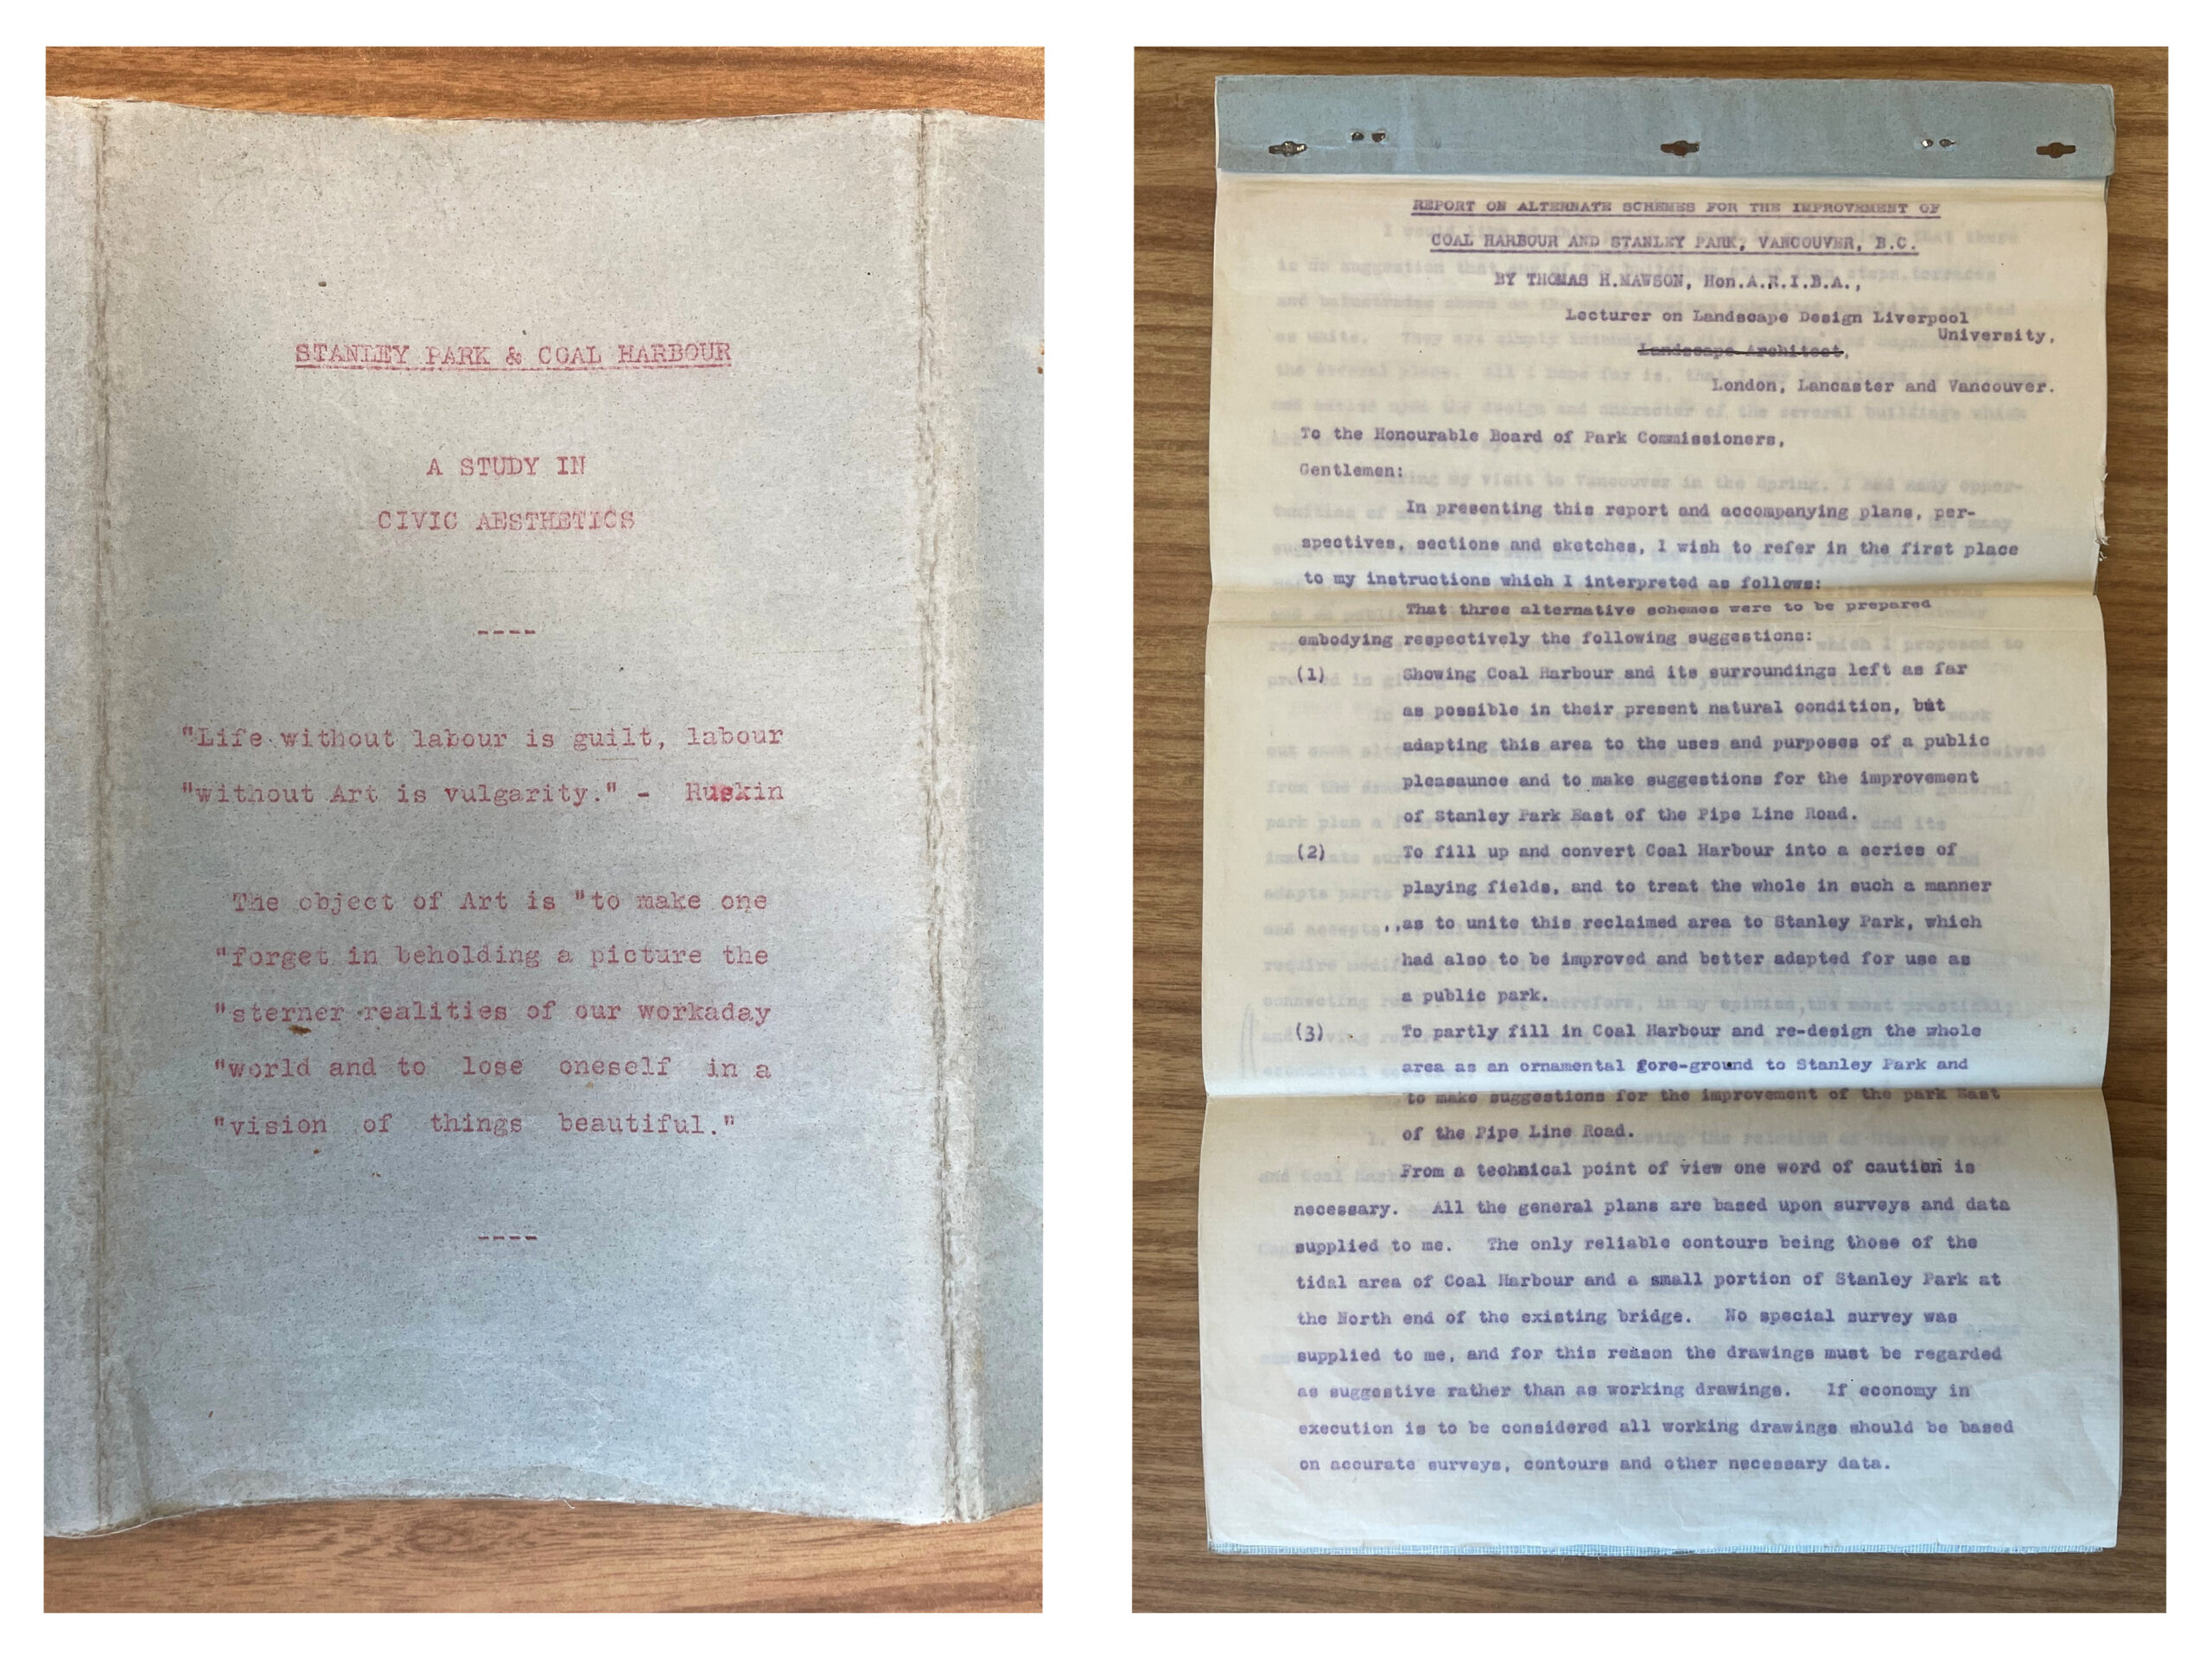 STANLEY PARK & COAL HARBOUR
A STUDY IN
CIVIC AESTHETICS
----
"Life without labour is guilt, labour
"without Art is vulgarity." - Ruskin
The object of Art is "to make one
"forget in beholding a picture the
"sterner realities of our workaday
"world and to lose oneself in a
"vision of things beautiful."
----
REPORT ON ALTERNATE SCHEMES FOR THE IMPROVEMENT OF
COAL HARBOUR AND STANLEY PARK, VANCOUVER, B.C.
BY THOMAS H.MAWSON, Hon.A.R.I.B.A.,
Lecturer on Landscape Design Liverpool
University,
Landscape Architect,
London, Lancaster and Vancouver.
To the Honourable Board of Park Commissioners,
Gentlemen:
In presenting this report and accompanying plans, per-
spectives, sections and sketches, I wish to refer in the first place
to my instructions which I interpreted as follows:
That three alternative schemes were to be prepared
embodying respectively the following suggestions:
(1) Showing Coal Harbour and its surroundings left as far
as possible in their present natural condition, but
adapting this area to the uses and purposes of a public
pleasaunce and to make suggestions for the improvement
of Stanley Park East of the Pipe Line Road.
(2) To fill up and convert Coal Harbour into a series of
playing fields, and to treat the whole in such a manner
,,as to unite this reclaimed area to Stanley Park, which
had also to be improved and better adapted for use as
a public park.
(3) To partly fill in Coal Harbour and re-design the whole
area as an ornamental fore-ground to Stanley Park and
to make suggestions for the improvement of the park East
of the Pipe Line Road.
From a technical point of view one word of caution is
necessary. All the general plans are based upon surveys and data
supplied to me. The only reliable contours being those of the
tidal area of Coal Harbour and a small portion of Stanley Park at
the North end of the existing bridge. No special survey was
supplied to me, and for this reason the drawings must be regarded
as suggestive rather than as working drawings. If economy in
execution is to be considered all working drawings should be based
on accurate surveys, contours and other necessary data.